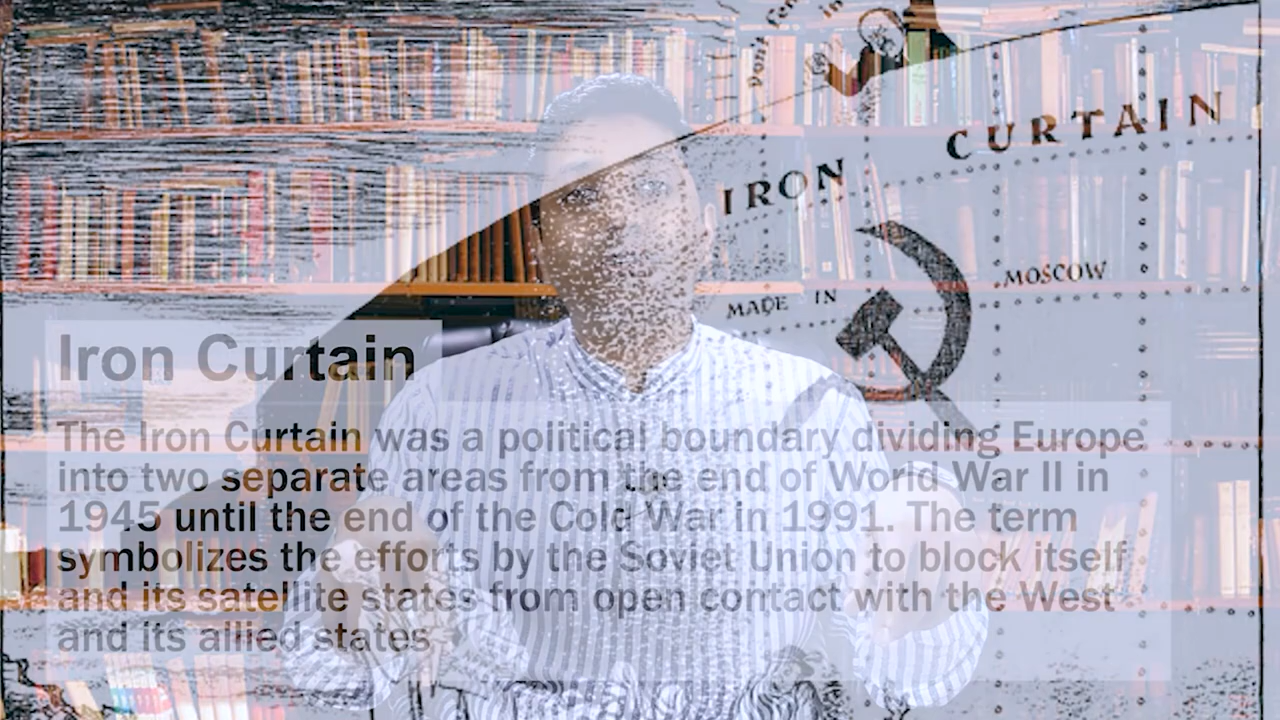 IRON CURTAIN
MADE IN MOSCOW
Iron Curtain
The Iron Curtain was a political boundary dividing Europe
into two separate areas from the end of World War II in
1945 until the end of the Cold War in 1991. The term
symbolizes the efforts by the Soviet Union to block itself
and its satellite states from open contact with the West
and its allied states